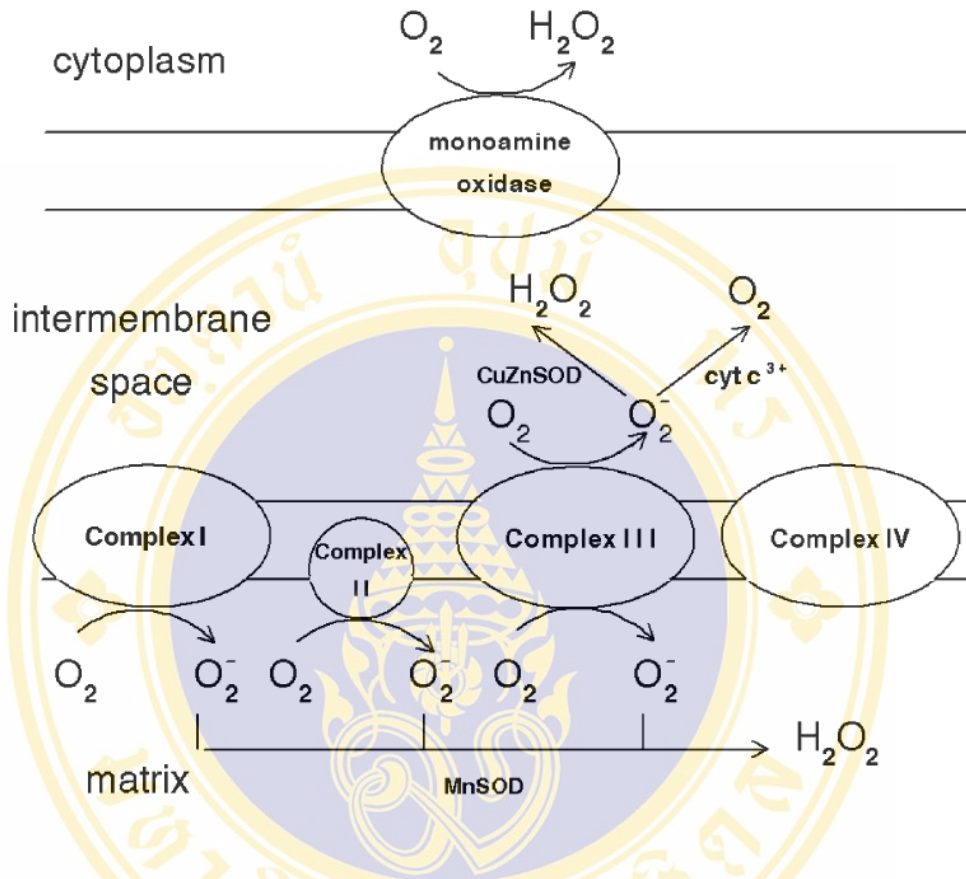 O₂ H₂O₂
cytoplasm
monoamine
oxidase
H₂O₂ O₂
intermembrane
space
CuZnSOD cyt c ³⁺
O₂ O₂⁻
Complex I Complex II Complex III Complex IV
O₂ O₂⁻ O₂ O₂⁻ O₂ O₂⁻
H₂O₂
matrix
MnSOD